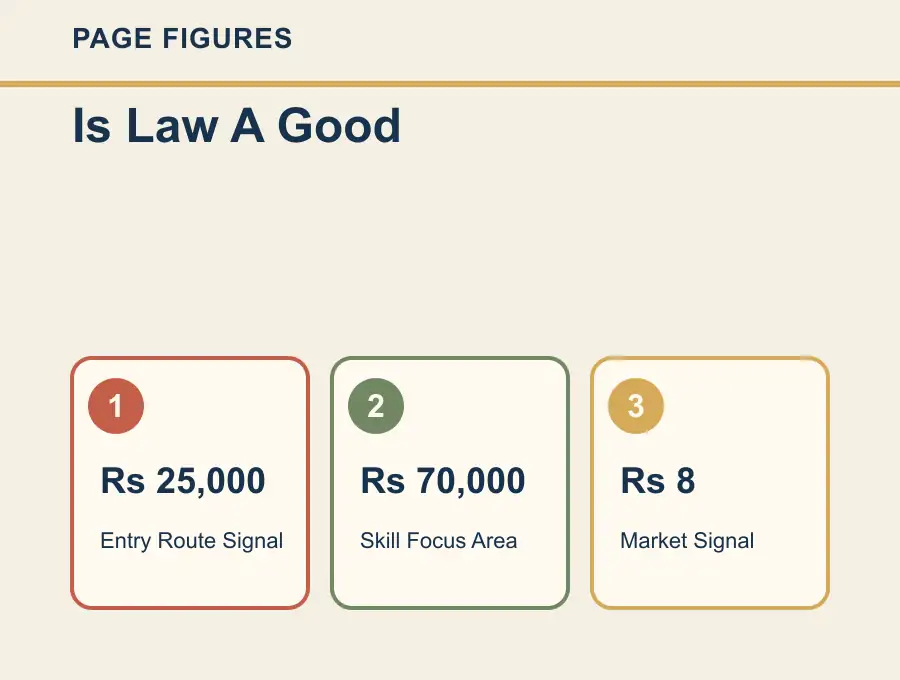 PAGE FIGURES
Is Law A Good
1
Rs 25,000
Entry Route Signal
2
Rs 70,000
Skill Focus Area
3
Rs 8
Market Signal